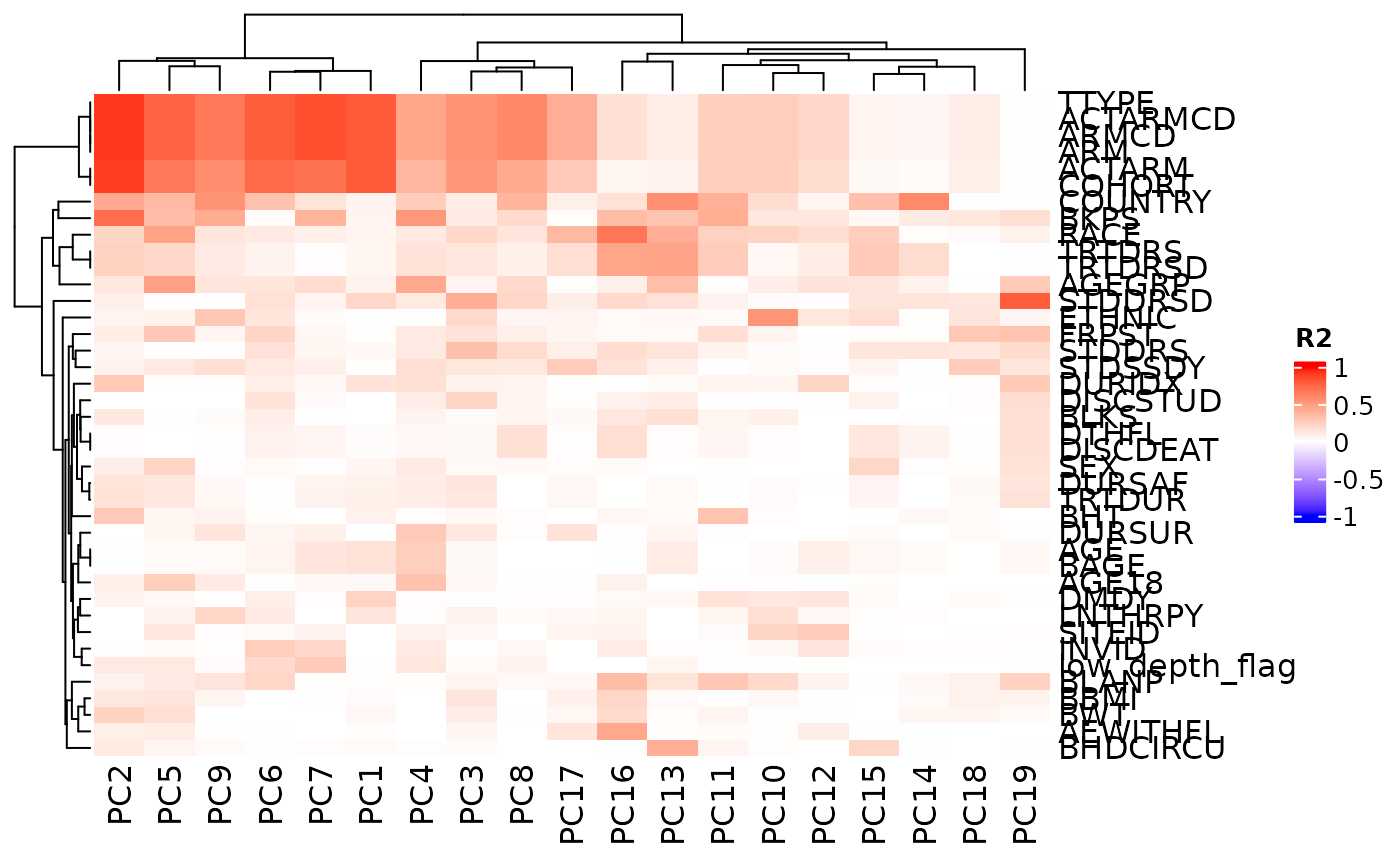 TTYPE
ACTARMCD
ARMCD
ARM
ACTARM
COHORT
COUNTRY
BKPS
RACE
TRTDRS
TRTDRSD
AGEGRP
STDDRSD
ETHNIC
FRPST
STDDRS
STDSSDY
DURIDX
DISCSTUD
BLKS
DTHFL
DISCDEAT
SEX
DURSAF
TRTDUR
BHT
DURSUR
AGE
BAGE
AGE18
DMDY
LNTHRPY
SITEID
INVID
low_depth_flag
BLANP
BBMI
BWT
AEWITHFL
BHDCIRCU
R2
1
0.5
0
-0.5
-1
PC2 PC5 PC9 PC6 PC7 PC1 PC4 PC3 PC8 PC17 PC16 PC13 PC11 PC10 PC12 PC15 PC14 PC18 PC19